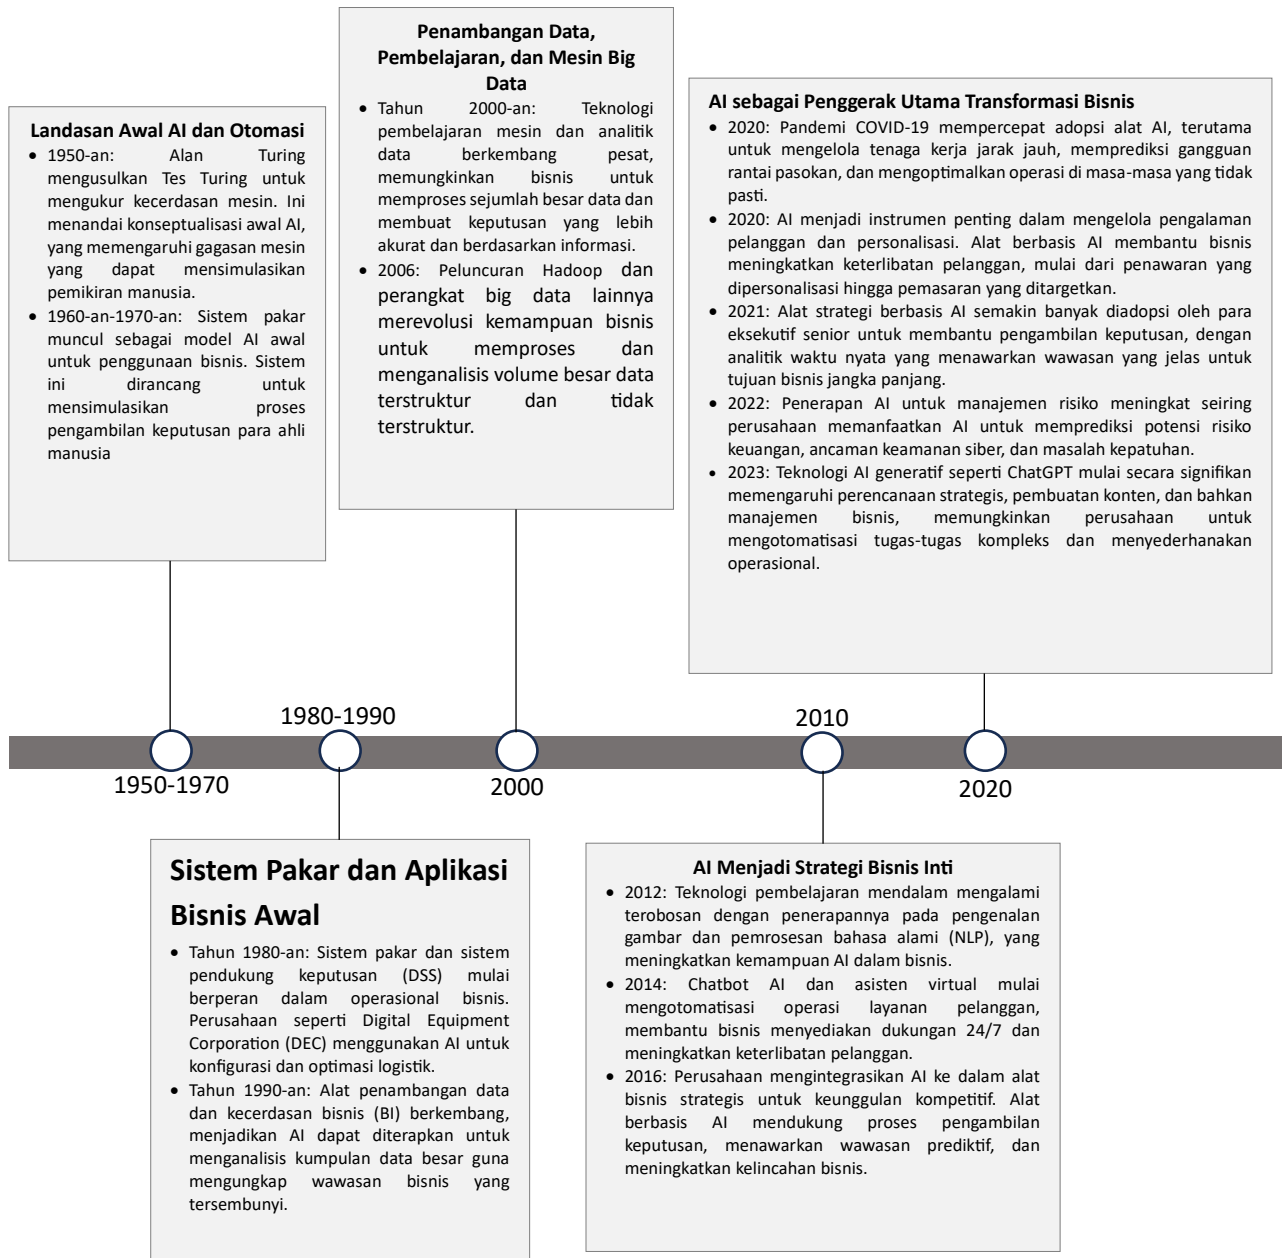 Landasan Awal AI dan Otomasi
• 1950-an: Alan Turing
mengusulkan Tes Turing untuk
mengukur kecerdasan mesin. Ini
menandai konseptualisasi awal AI,
yang memengaruhi gagasan mesin
yang dapat mensimulasikan
pemikiran manusia.
• 1960-an-1970-an: Sistem pakar
muncul sebagai model AI awal
untuk penggunaan bisnis. Sistem
ini dirancang untuk
mensimulasikan proses
pengambilan keputusan para ahli
manusia
Penambangan Data,
Pembelajaran, dan Mesin Big
Data
• Tahun 2000-an: Teknologi
pembelajaran mesin dan analitik
data berkembang pesat,
memungkinkan bisnis untuk
memproses sejumlah besar data dan
membuat keputusan yang lebih
akurat dan berdasarkan informasi.
• 2006: Peluncuran Hadoop dan
perangkat big data lainnya
merevolusi kemampuan bisnis
untuk memproses dan
menganalisis volume besar data
terstruktur dan tidak
terstruktur.
AI sebagai Penggerak Utama Transformasi Bisnis
• 2020: Pandemi COVID-19 mempercepat adopsi alat AI, terutama
untuk mengelola tenaga kerja jarak jauh, memprediksi gangguan
rantai pasokan, dan mengoptimalkan operasi di masa-masa yang tidak
pasti.
• 2020: AI menjadi instrumen penting dalam mengelola pengalaman
pelanggan dan personalisasi. Alat berbasis AI membantu bisnis
meningkatkan keterlibatan pelanggan, mulai dari penawaran yang
dipersonalisasi hingga pemasaran yang ditargetkan.
• 2021: Alat strategi berbasis AI semakin banyak diadopsi oleh para
eksekutif senior untuk membantu pengambilan keputusan, dengan
analitik waktu nyata yang menawarkan wawasan yang jelas untuk
tujuan bisnis jangka panjang.
• 2022: Penerapan AI untuk manajemen risiko meningkat seiring
perusahaan memanfaatkan AI untuk memprediksi potensi risiko
keuangan, ancaman keamanan siber, dan masalah kepatuhan.
• 2023: Teknologi AI generatif seperti ChatGPT mulai secara signifikan
memengaruhi perencanaan strategis, pembuatan konten, dan bahkan
manajemen bisnis, memungkinkan perusahaan untuk
mengotomatisasi tugas-tugas kompleks dan menyederhanakan
operasional.
1950-1970
1980-1990
2000
2010
2020
Sistem Pakar dan Aplikasi
Bisnis Awal
• Tahun 1980-an: Sistem pakar dan sistem
pendukung keputusan (DSS) mulai
berperan dalam operasional bisnis.
Perusahaan seperti Digital Equipment
Corporation (DEC) menggunakan AI untuk
konfigurasi dan optimasi logistik.
• Tahun 1990-an: Alat penambangan data
dan kecerdasan bisnis (BI) berkembang,
menjadikan AI dapat diterapkan untuk
menganalisis kumpulan data besar guna
mengungkap wawasan bisnis yang
tersembunyi.
AI Menjadi Strategi Bisnis Inti
• 2012: Teknologi pembelajaran mendalam mengalami
terobosan dengan penerapannya pada pengenalan
gambar dan pemrosesan bahasa alami (NLP), yang
meningkatkan kemampuan AI dalam bisnis.
• 2014: Chatbot AI dan asisten virtual mulai
mengotomatisasi operasi layanan pelanggan,
membantu bisnis menyediakan dukungan 24/7 dan
meningkatkan keterlibatan pelanggan.
• 2016: Perusahaan mengintegrasikan AI ke dalam alat
bisnis strategis untuk keunggulan kompetitif. Alat
berbasis AI mendukung proses pengambilan
keputusan, menawarkan wawasan prediktif, dan
meningkatkan kelincahan bisnis.